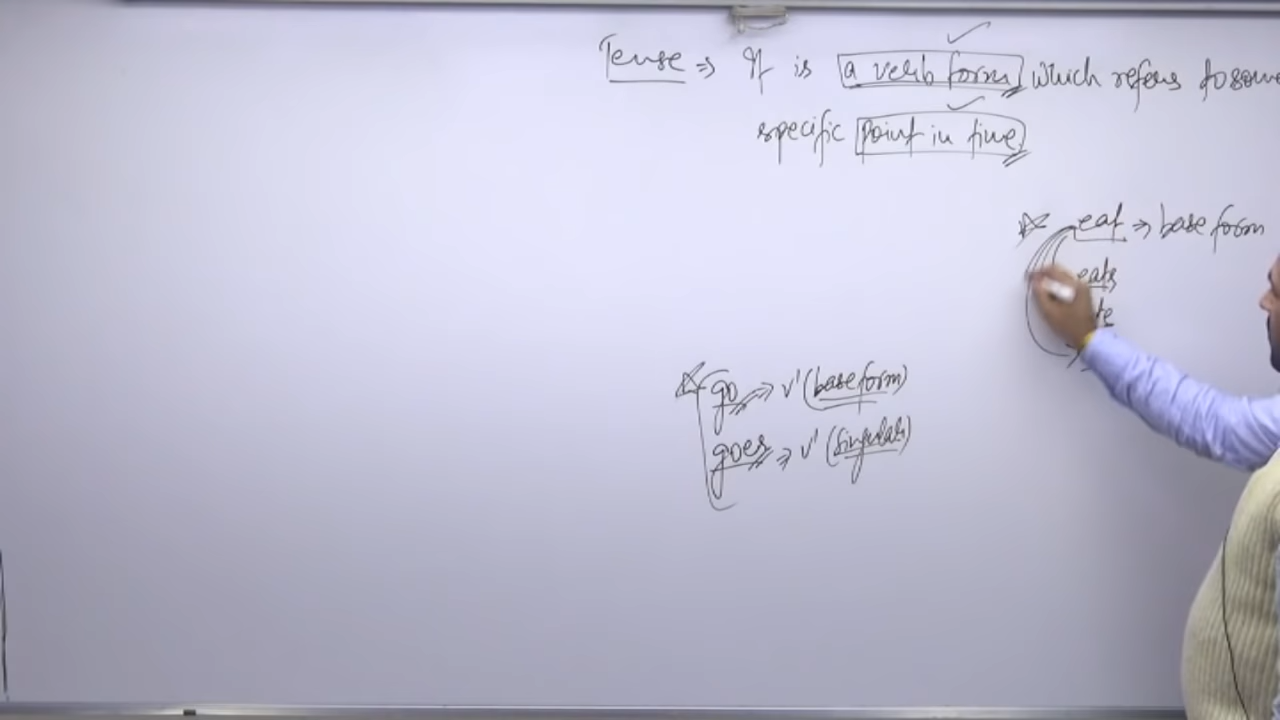 Tense ⇒ It is a verb form which refers to some
specific point in time
eat ⇒ base form
eats
go ⇒ v' (base form)
goes ⇒ v' (singular)